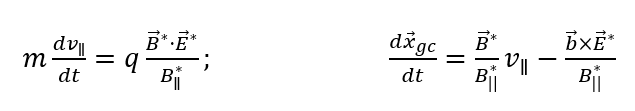 m dv∥/dt = q (B⃗* · E⃗*)/B∥* ; dx⃗gc/dt = (B⃗*/B||*) v∥ − (b⃗ × E⃗*)/B||*